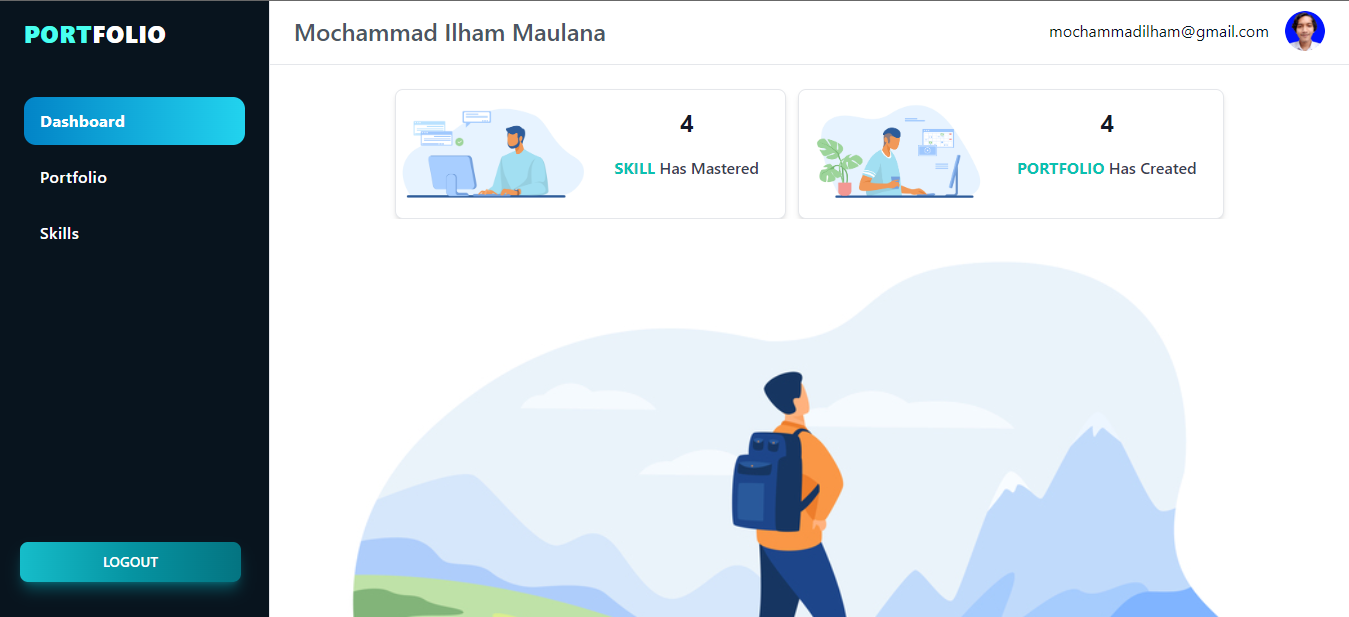 PORTFOLIO
Mochammad Ilham Maulana
mochammadilham@gmail.com
Dashboard
Portfolio
Skills
LOGOUT
4
SKILL Has Mastered
4
PORTFOLIO Has Created